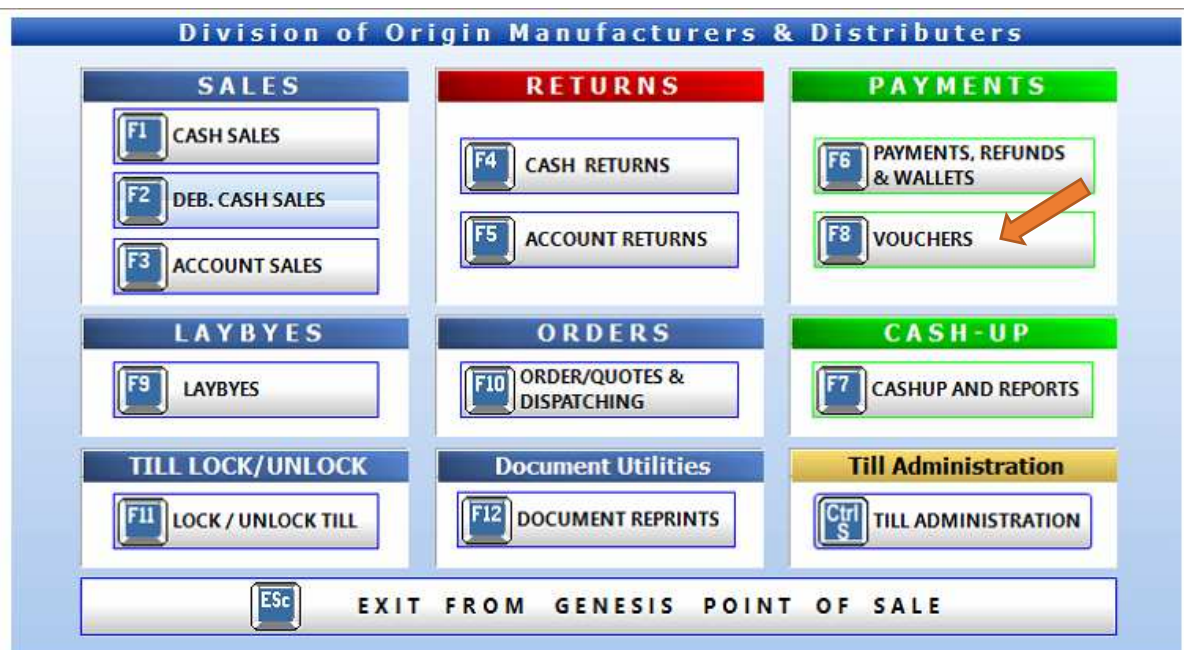 Division of Origin Manufacturers & Distributers
SALES
F1 CASH SALES
F2 DEB. CASH SALES
F3 ACCOUNT SALES
RETURNS
F4 CASH RETURNS
F5 ACCOUNT RETURNS
PAYMENTS
F6 PAYMENTS, REFUNDS
& WALLETS
F8 VOUCHERS
LAYBYES
F9 LAYBYES
ORDERS
F10 ORDER/QUOTES &
DISPATCHING
CASH-UP
F7 CASHUP AND REPORTS
TILL LOCK/UNLOCK
F11 LOCK / UNLOCK TILL
Document Utilities
F12 DOCUMENT REPRINTS
Till Administration
Ctrl
S TILL ADMINISTRATION
ESc EXIT FROM GENESIS POINT OF SALE